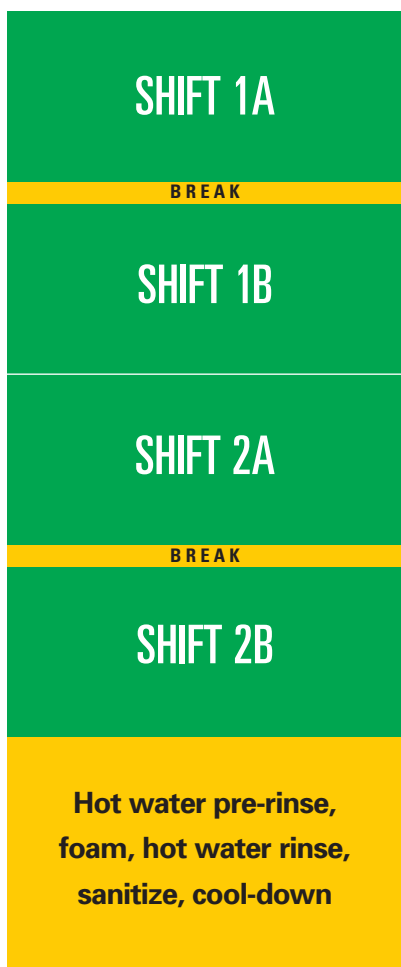 SHIFT 1A
BREAK
SHIFT 1B
SHIFT 2A
BREAK
SHIFT 2B
Hot water pre-rinse,
foam, hot water rinse,
sanitize, cool-down